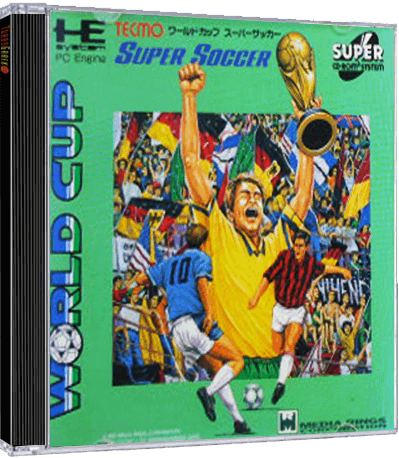 HE
system
PC Engine
TECMO ワールドカップ スーパーサッカー
SUPER SOCCER
SUPER
CD-ROM² SYSTEM
WORLD CUP
10
MEDIA RINGS
CORPORATION